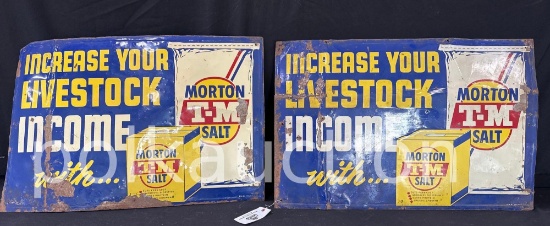 INCREASE YOUR
LIVESTOCK
INCOME
with...
MORTON
T-M
SALT
MORTON
T-M
SALT
INCREASE YOUR
LIVESTOCK
INCOME
with...
MORTON
T-M
SALT
MORTON
T-M
SALT